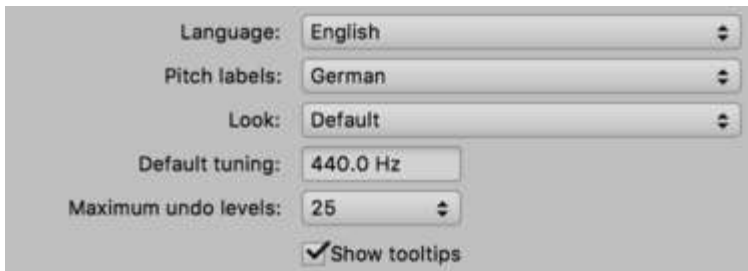 Language: English
Pitch labels: German
Look: Default
Default tuning: 440.0 Hz
Maximum undo levels: 25
Show tooltips